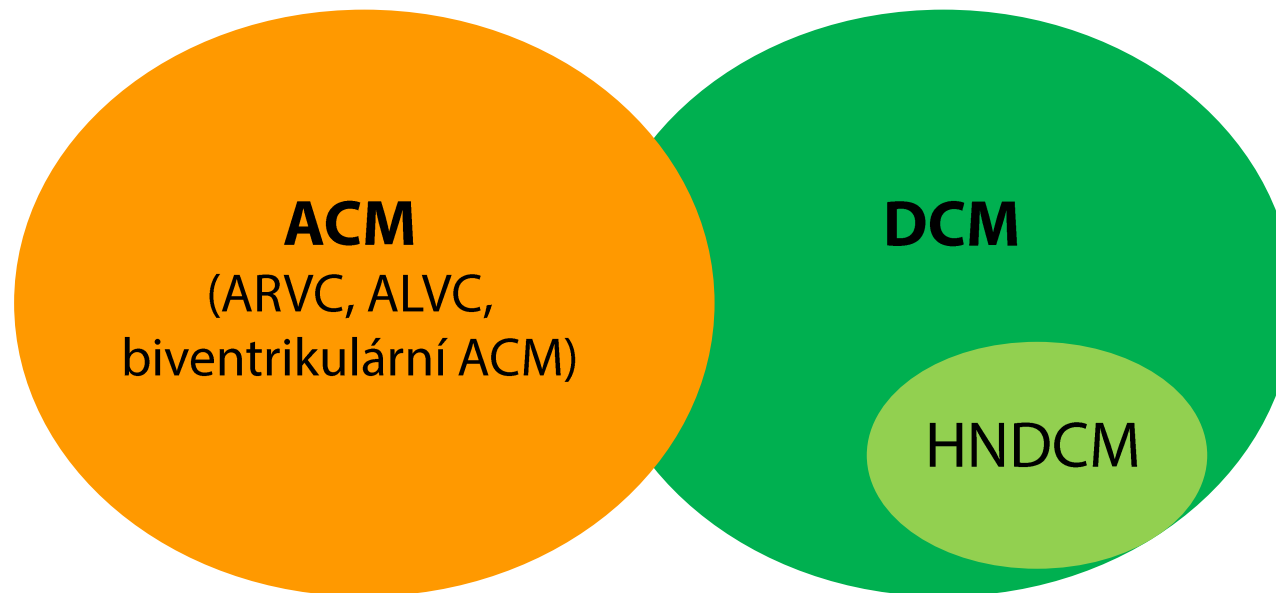 ACM
(ARVC, ALVC,
biventrikulární ACM)
DCM
HNDCM